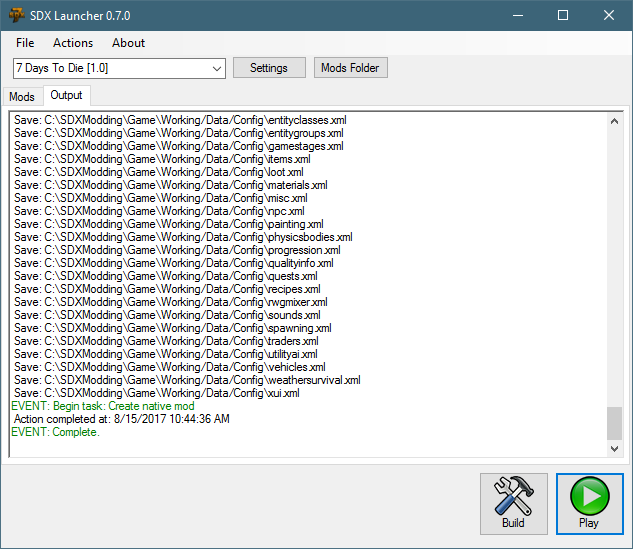 SDX Launcher 0.7.0
File Actions About
7 Days To Die [1.0] Settings Mods Folder
Mods Output
Save: C:\SDXModding\Game\Working/Data/Config\entityclasses.xml
Save: C:\SDXModding\Game\Working/Data/Config\entitygroups.xml
Save: C:\SDXModding\Game\Working/Data/Config\gamestages.xml
Save: C:\SDXModding\Game\Working/Data/Config\items.xml
Save: C:\SDXModding\Game\Working/Data/Config\loot.xml
Save: C:\SDXModding\Game\Working/Data/Config\materials.xml
Save: C:\SDXModding\Game\Working/Data/Config\misc.xml
Save: C:\SDXModding\Game\Working/Data/Config\npc.xml
Save: C:\SDXModding\Game\Working/Data/Config\painting.xml
Save: C:\SDXModding\Game\Working/Data/Config\physicsbodies.xml
Save: C:\SDXModding\Game\Working/Data/Config\progression.xml
Save: C:\SDXModding\Game\Working/Data/Config\qualityinfo.xml
Save: C:\SDXModding\Game\Working/Data/Config\quests.xml
Save: C:\SDXModding\Game\Working/Data/Config\recipes.xml
Save: C:\SDXModding\Game\Working/Data/Config\rwgmixer.xml
Save: C:\SDXModding\Game\Working/Data/Config\sounds.xml
Save: C:\SDXModding\Game\Working/Data/Config\spawning.xml
Save: C:\SDXModding\Game\Working/Data/Config\traders.xml
Save: C:\SDXModding\Game\Working/Data/Config\utilityai.xml
Save: C:\SDXModding\Game\Working/Data/Config\vehicles.xml
Save: C:\SDXModding\Game\Working/Data/Config\weathersurvival.xml
Save: C:\SDXModding\Game\Working/Data/Config\xui.xml
EVENT: Begin task: Create native mod
Action completed at: 8/15/2017 10:44:36 AM
EVENT: Complete.
Build Play